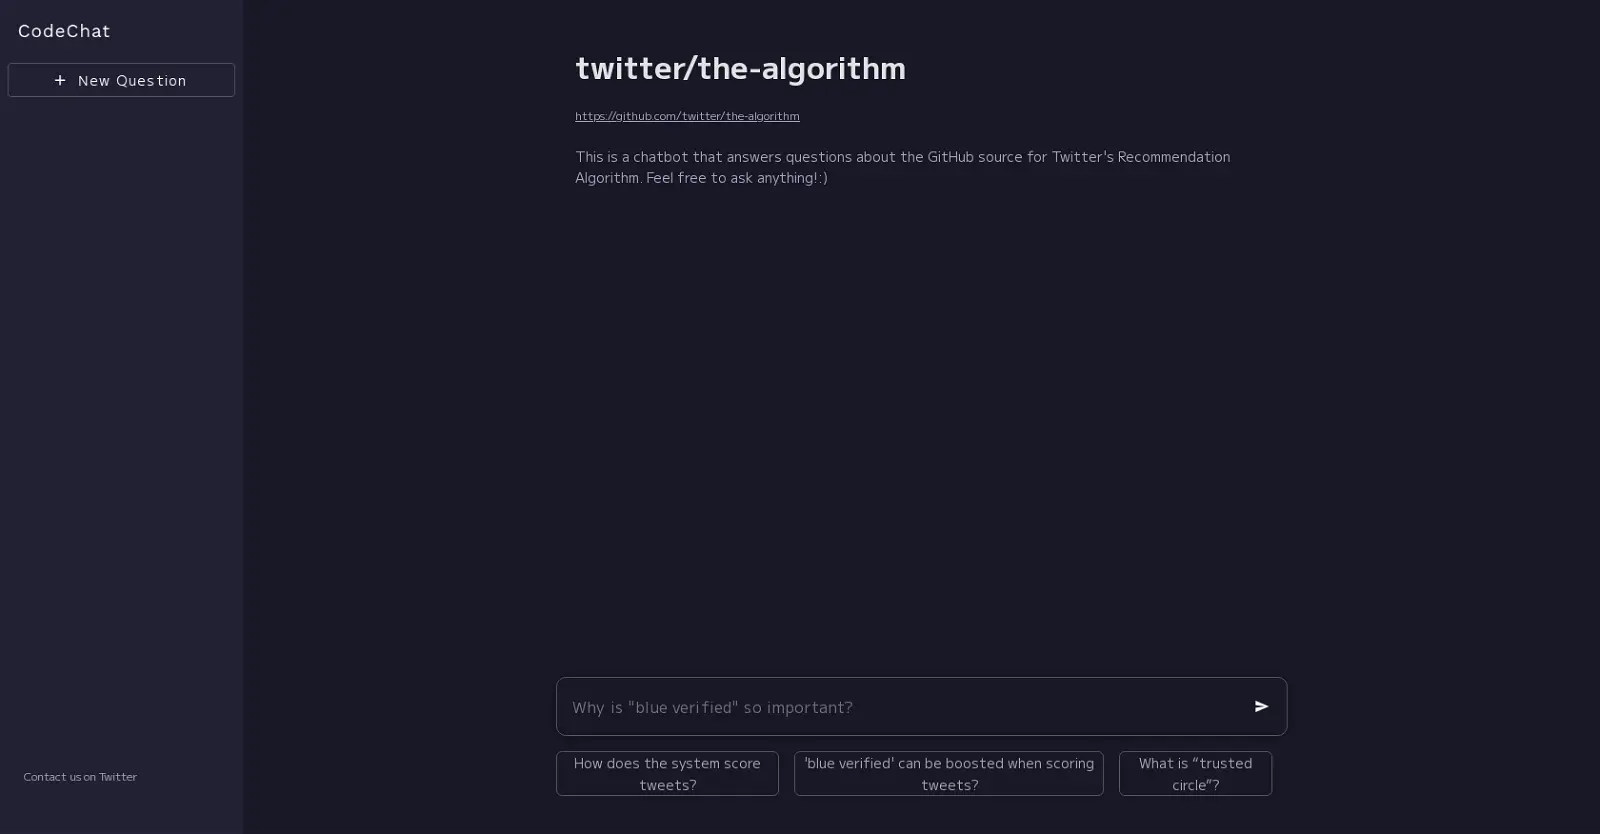 CodeChat
+ New Question
twitter/the-algorithm
https://github.com/twitter/the-algorithm
This is a chatbot that answers questions about the GitHub source for Twitter's Recommendation
Algorithm. Feel free to ask anything!:)
Why is "blue verified" so important?
How does the system score
tweets?
'blue verified' can be boosted when scoring
tweets?
What is “trusted
circle”?
Contact us on Twitter